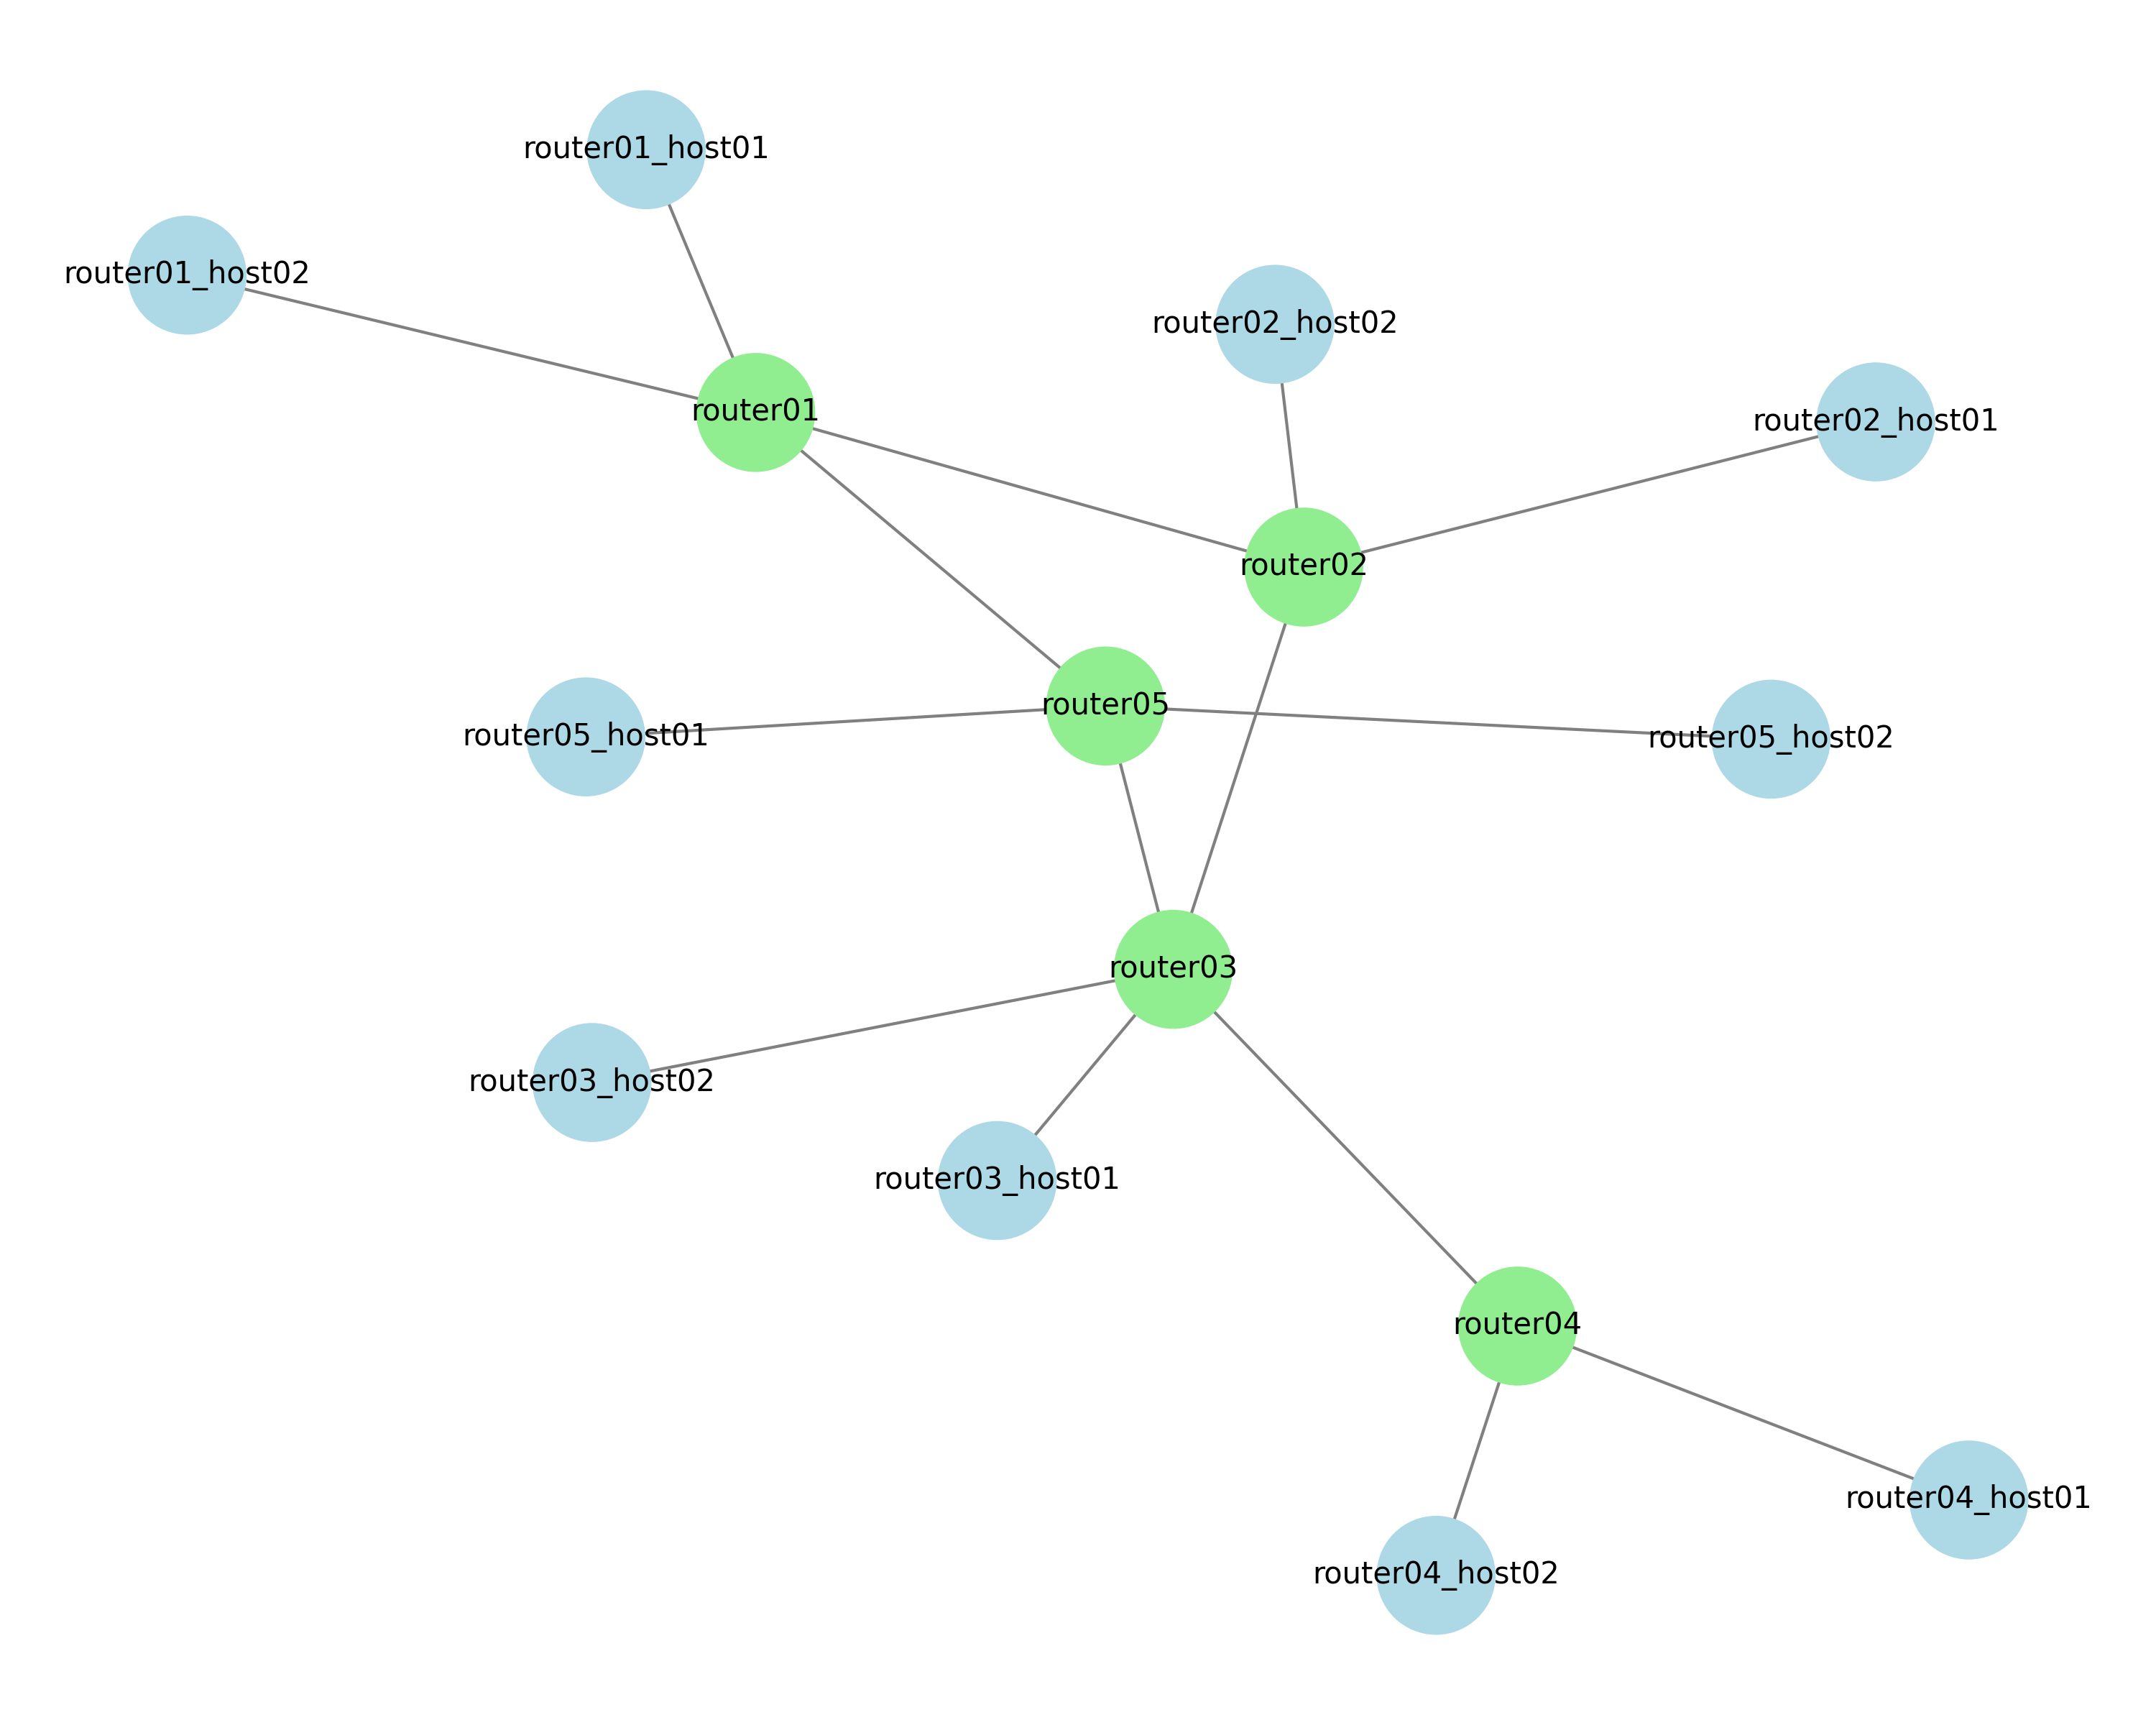 router01_host01
router01_host02
router02_host02
router01
router02_host01
router02
router05
router05_host01
router05_host02
router03
router03_host02
router03_host01
router04
router04_host01
router04_host02